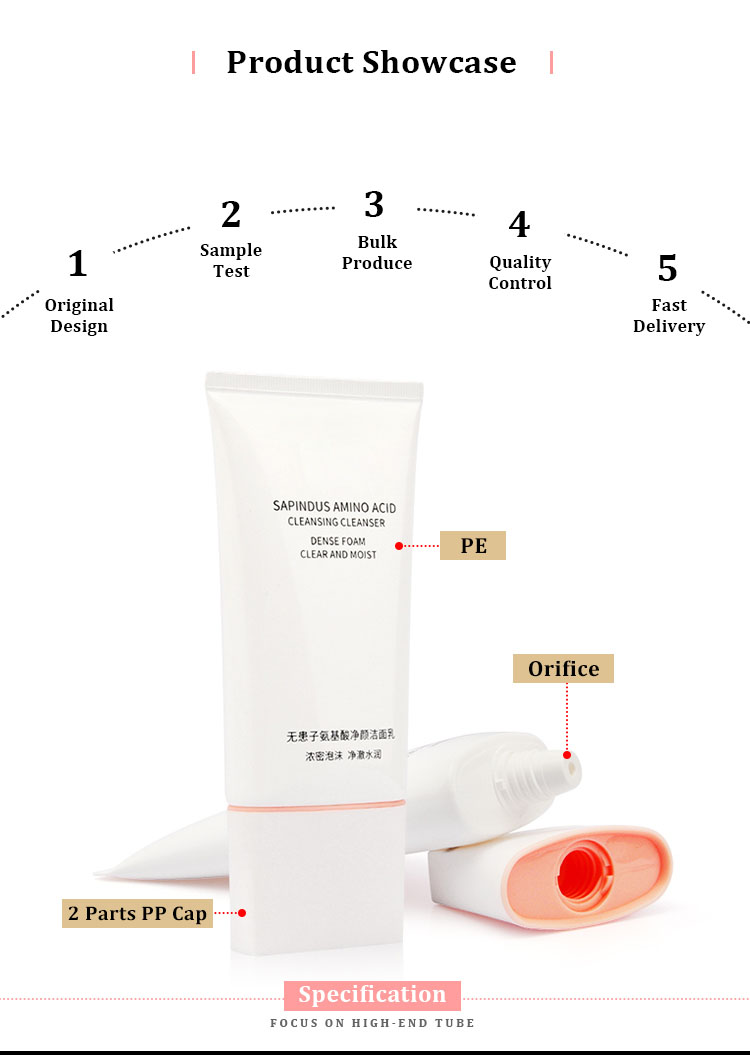 Product Showcase
1
Original
Design
2
Sample
Test
3
Bulk
Produce
4
Quality
Control
5
Fast
Delivery
SAPINDUS AMINO ACID
CLEANSING CLEANSER
DENSE FOAM
CLEAR AND MOIST
PE
Orifice
无患子氨基酸净颜洁面乳
浓密泡沫 净澈水润
2 Parts PP Cap
Specification
FOCUS ON HIGH-END TUBE